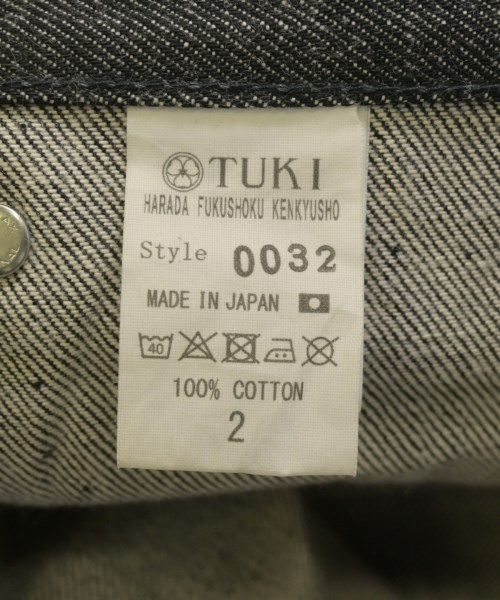 TUKI
HARADA FUKUSHOKU KENKYUSHO
Style 0032
MADE IN JAPAN
40
100% COTTON
2